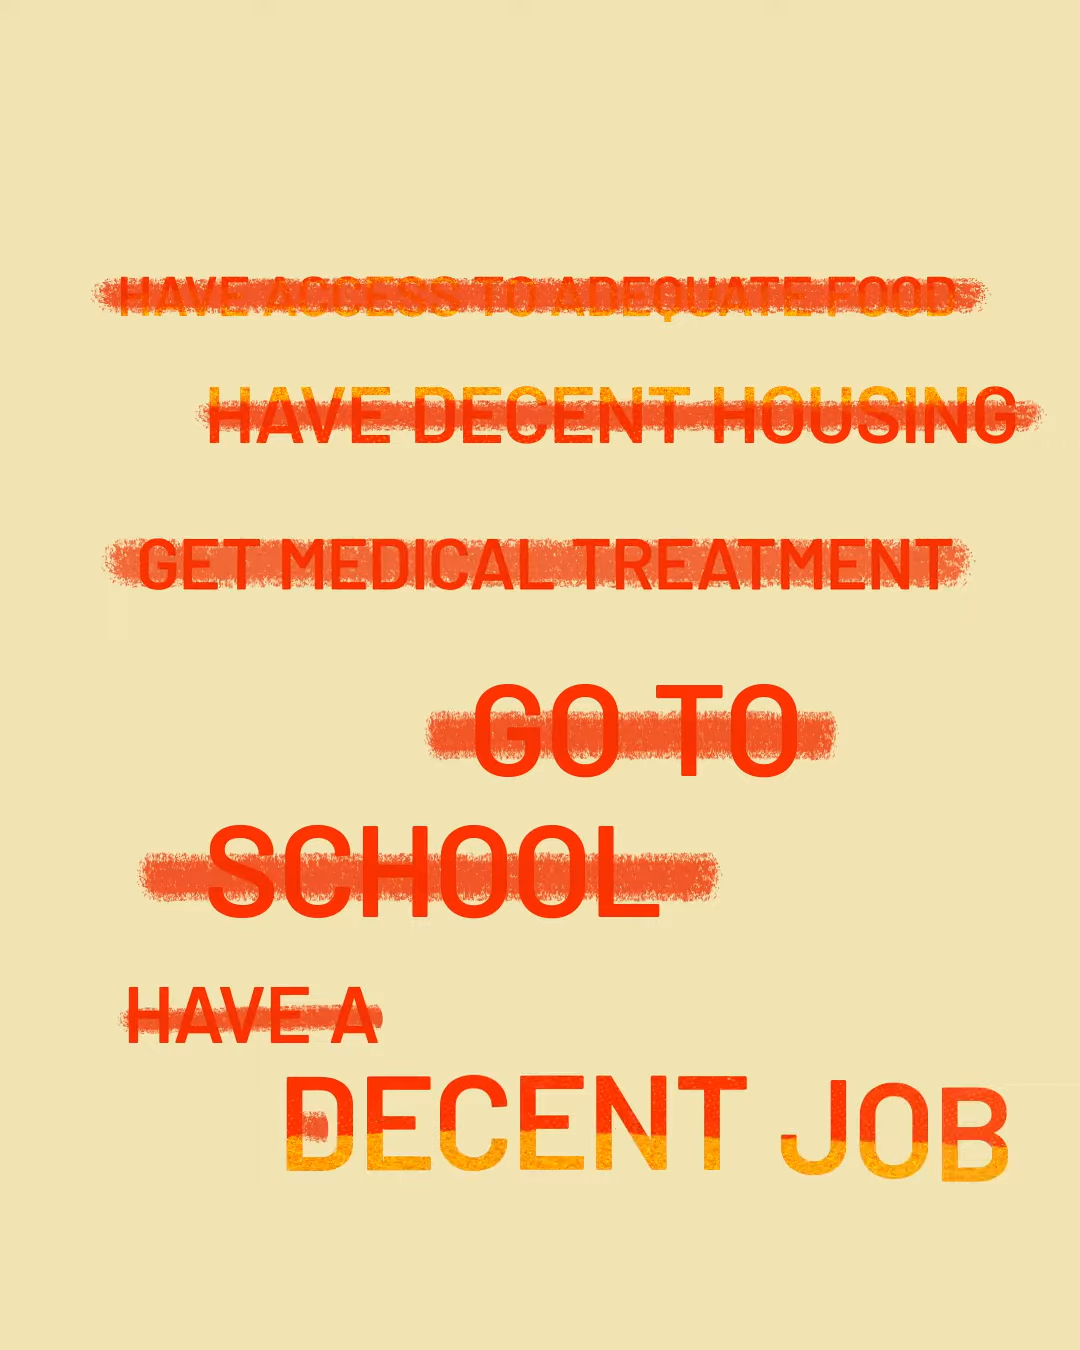 HAVE ACCESS TO ADEQUATE FOOD
HAVE DECENT HOUSING
GET MEDICAL TREATMENT
GO TO
SCHOOL
HAVE A
DECENT JOB